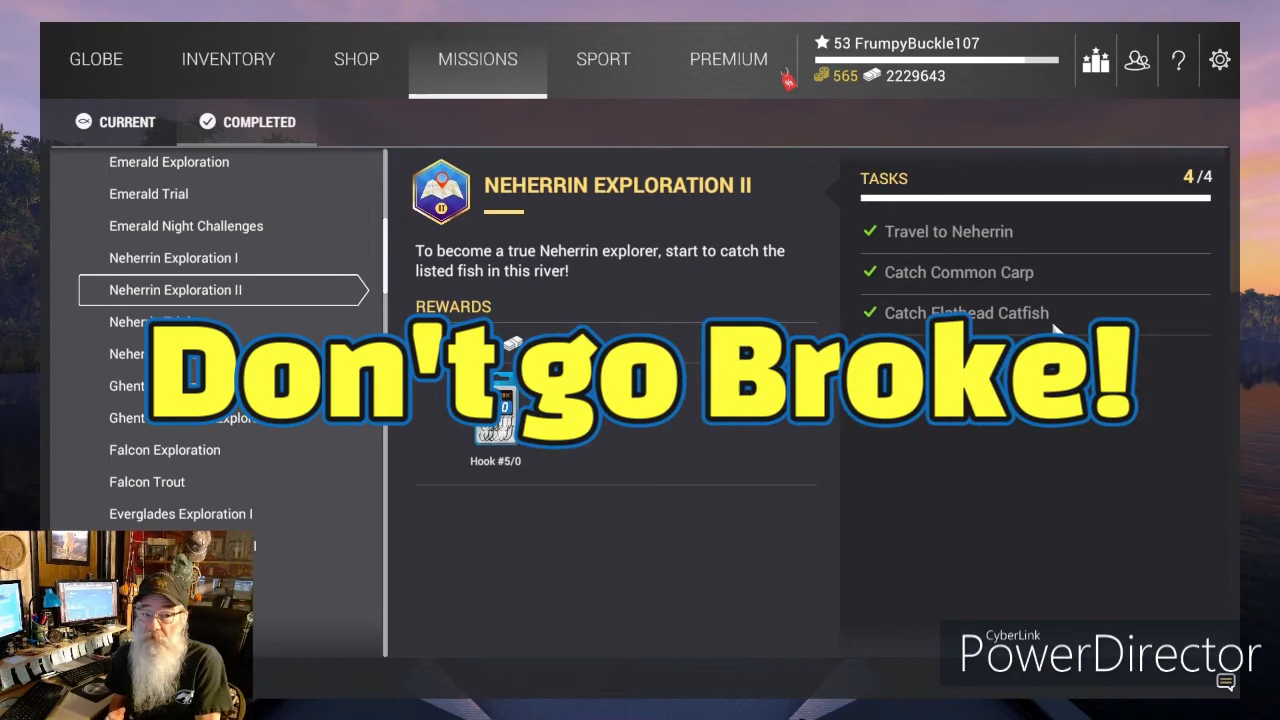 GLOBE
INVENTORY
SHOP
MISSIONS
SPORT
PREMIUM
53 FrumpyBuckle107
565 2229643
CURRENT
COMPLETED
Emerald Exploration
Emerald Trial
Emerald Night Challenges
Neherrin Exploration I
Neherrin Exploration II
Ghent
Falcon Exploration
Falcon Trout
Everglades Exploration I
NEHERRIN EXPLORATION II
To become a true Neherrin explorer, start to catch the
listed fish in this river!
REWARDS
Hook #5/0
TASKS
4/4
Travel to Neherrin
Catch Common Carp
Catch Flathead Catfish
Don't go Broke!
CyberLink
PowerDirector